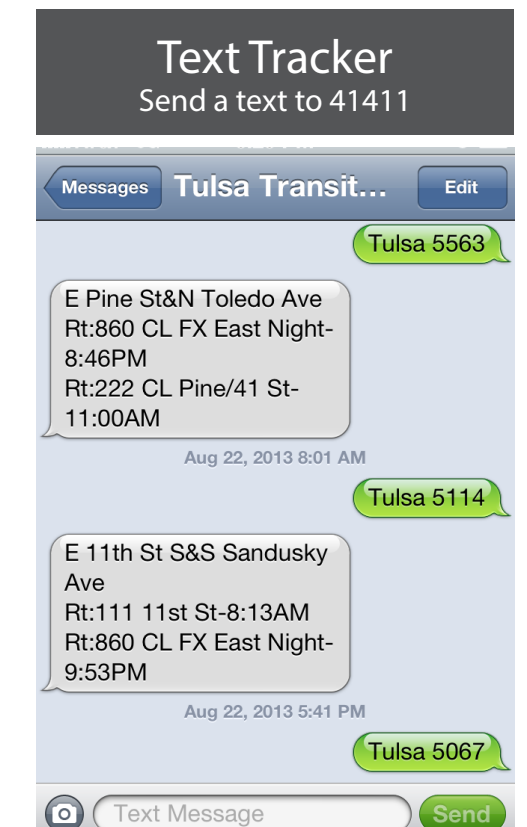 Text Tracker
Send a text to 41411
Messages
Tulsa Transit...
Edit
Tulsa 5563
E Pine St&N Toledo Ave
Rt:860 CL FX East Night-
8:46PM
Rt:222 CL Pine/41 St-
11:00AM
Aug 22, 2013 8:01 AM
Tulsa 5114
E 11th St S&S Sandusky
Ave
Rt:111 11st St-8:13AM
Rt:860 CL FX East Night-
9:53PM
Aug 22, 2013 5:41 PM
Tulsa 5067
Text Message
Send